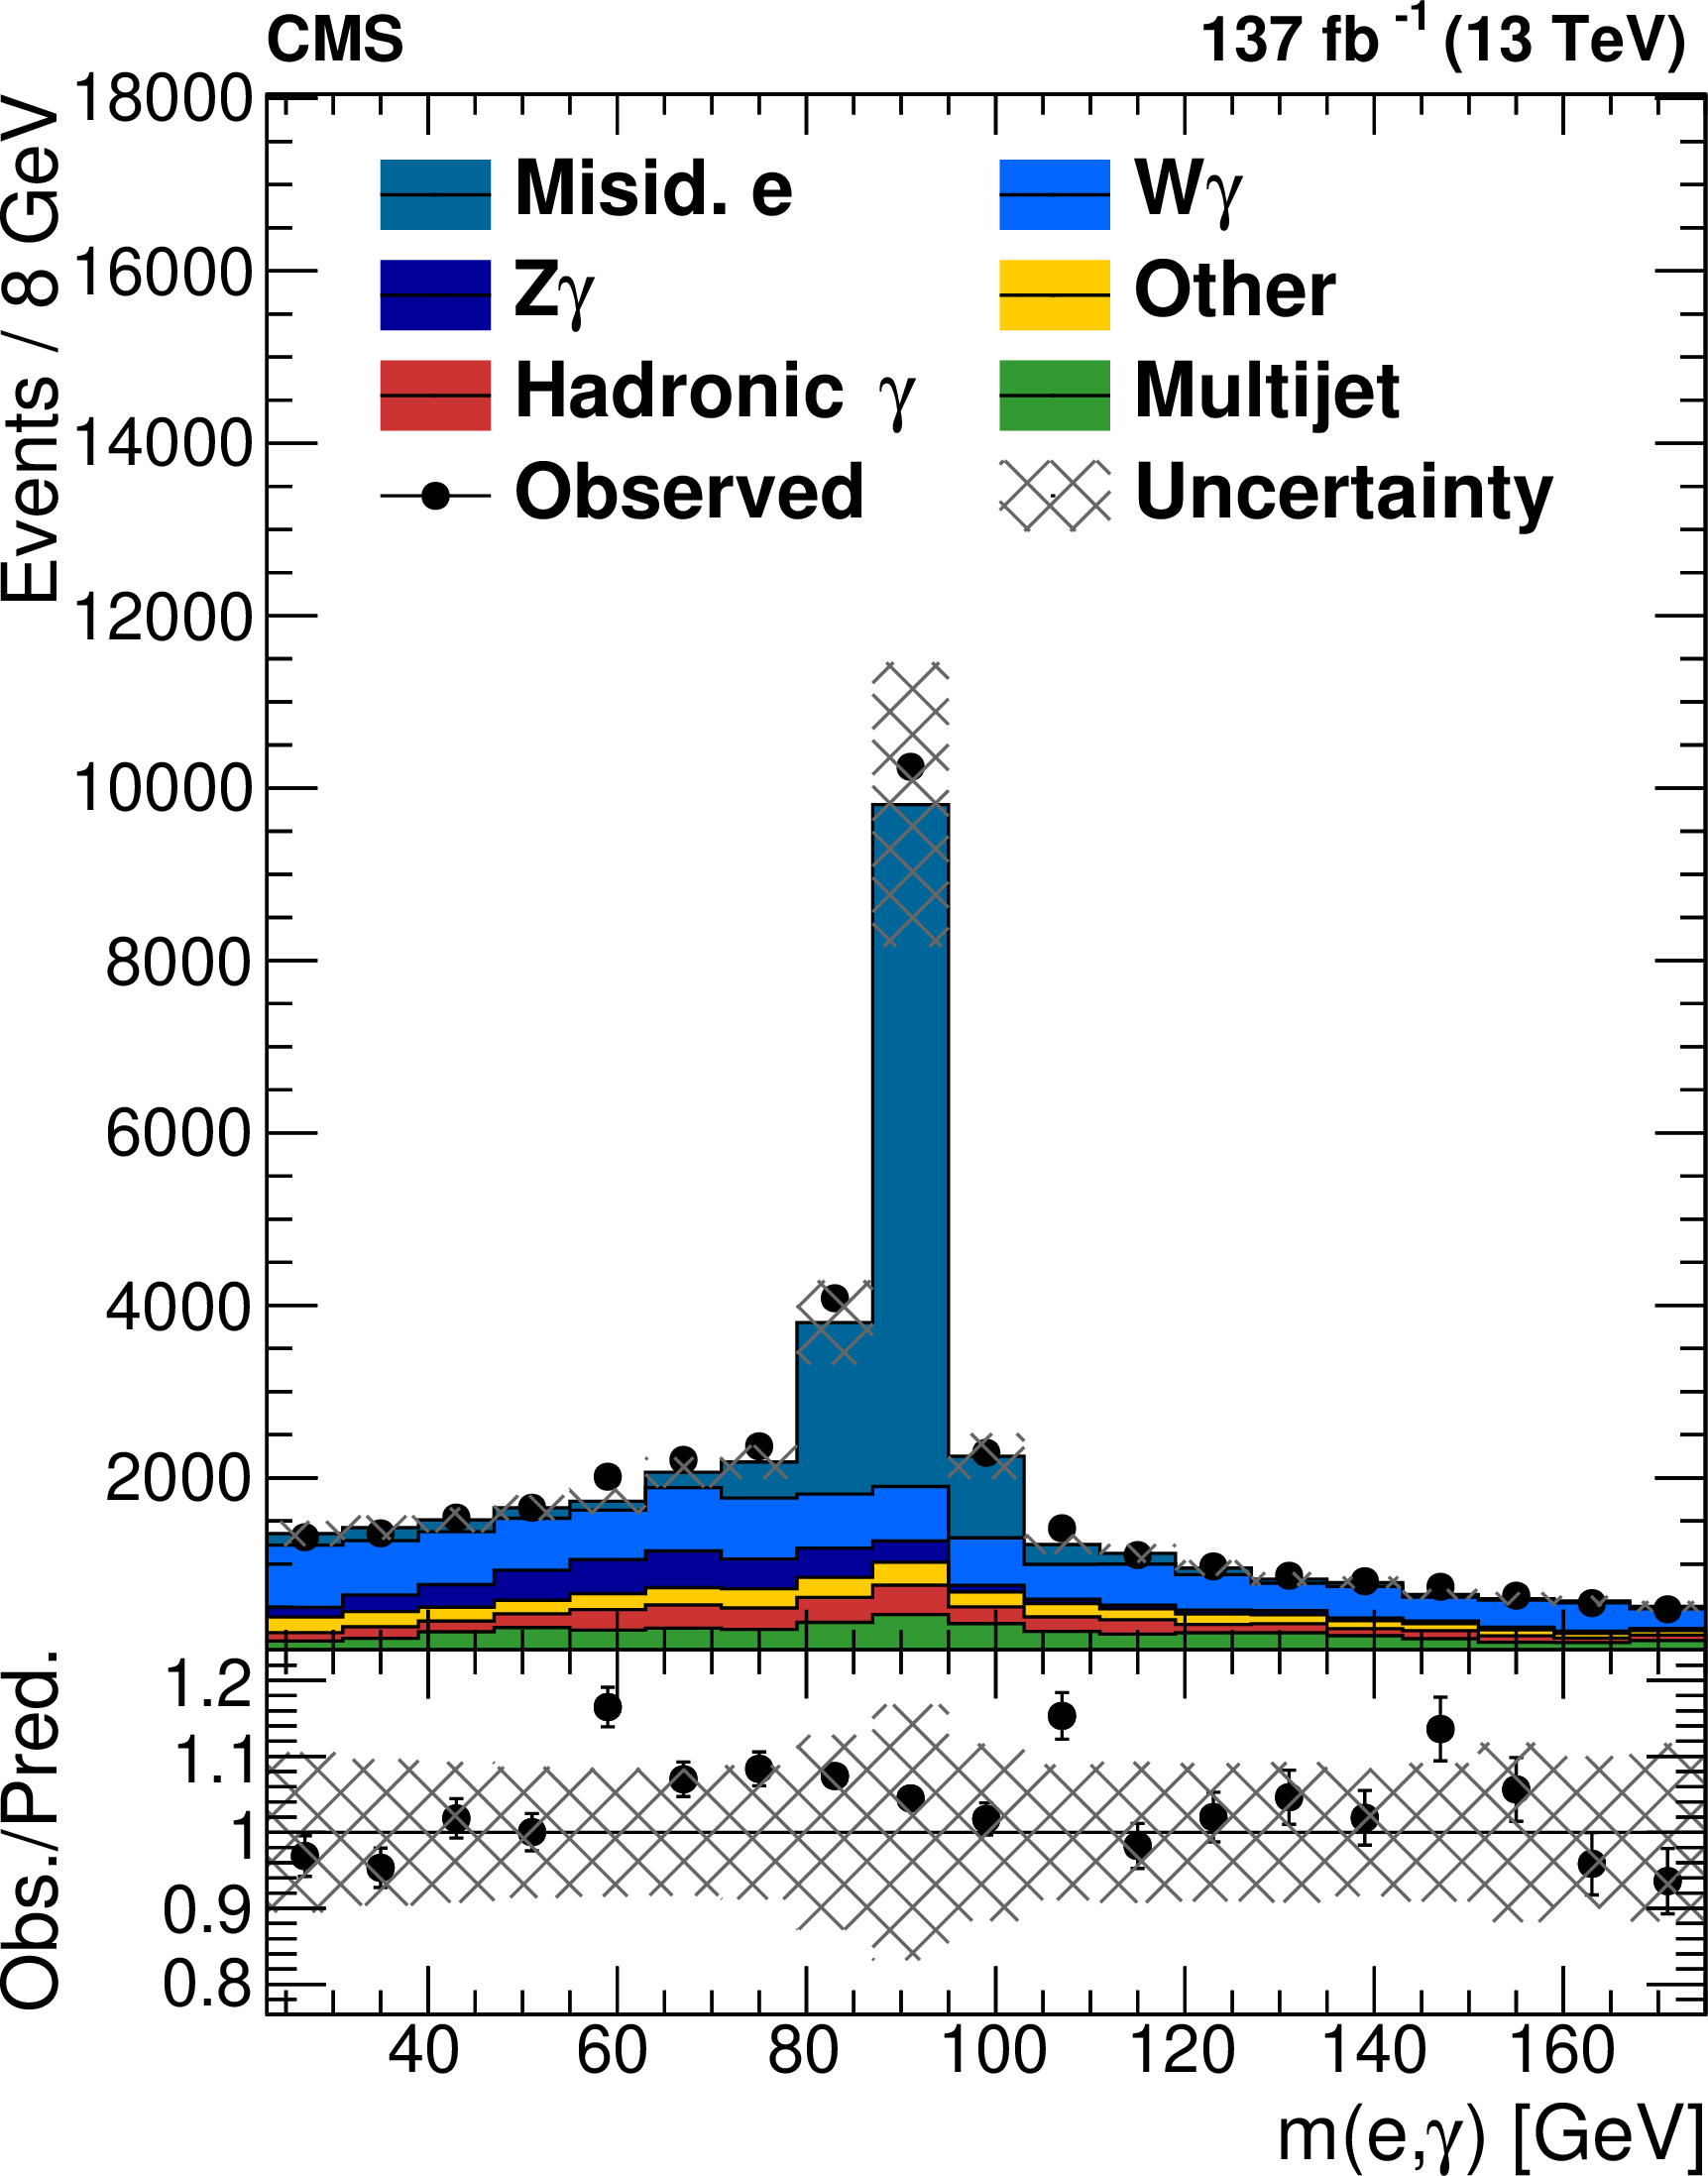 CMS 137 fb -1 (13 TeV)
Events / 8 GeV
18000
16000
14000
12000
10000
8000
6000
4000
2000
Misid. e
Wγ
Zγ
Other
Hadronic γ
Multijet
Observed
Uncertainty
Obs./Pred.
1.2
1.1
1
0.9
0.8
40 60 80 100 120 140 160
m(e,γ) [GeV]